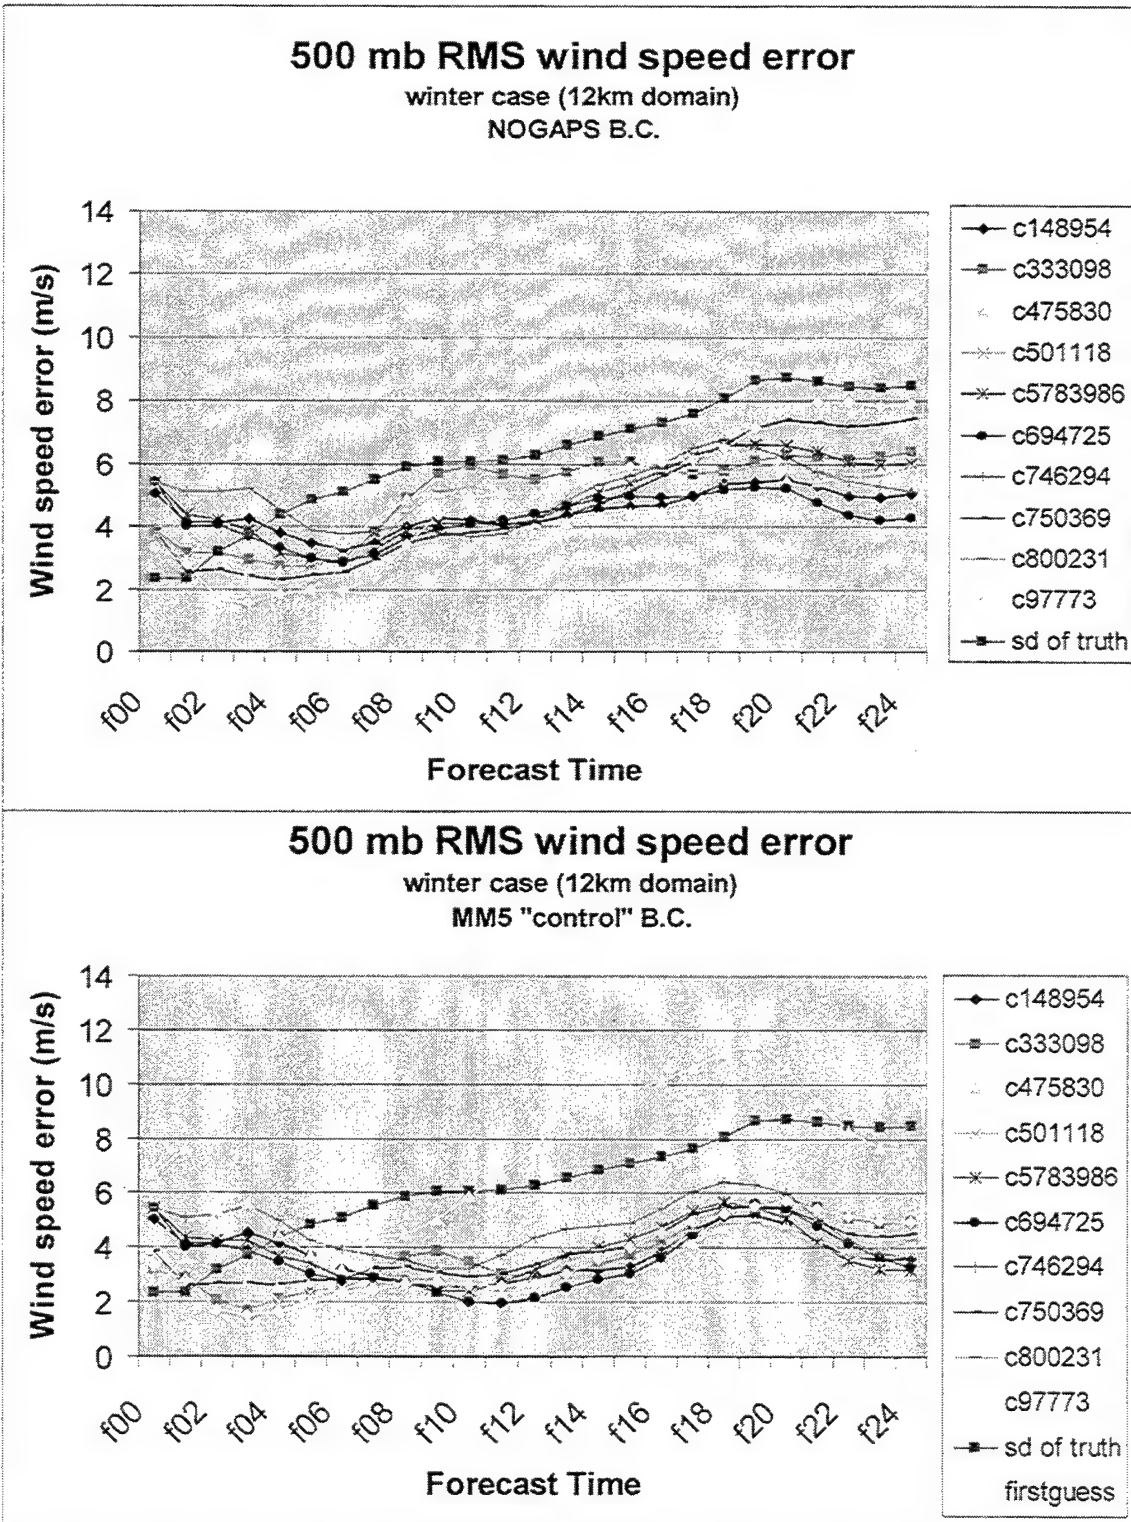 500 mb RMS wind speed error
winter case (12km domain)
NOGAPS B.C.
Wind speed error (m/s)
14
12
10
8
6
4
2
0
f00
f02
f04
f06
f08
f10
f12
f14
f16
f18
f20
f22
f24
Forecast Time
c148954
c333098
c475830
c501118
c5783986
c694725
c746294
c750369
c800231
c97773
sd of truth
500 mb RMS wind speed error
winter case (12km domain)
MM5 "control" B.C.
Wind speed error (m/s)
14
12
10
8
6
4
2
0
f00
f02
f04
f06
f08
f10
f12
f14
f16
f18
f20
f22
f24
Forecast Time
c148954
c333098
c475830
c501118
c5783986
c694725
c746294
c750369
c800231
c97773
sd of truth
firstguess